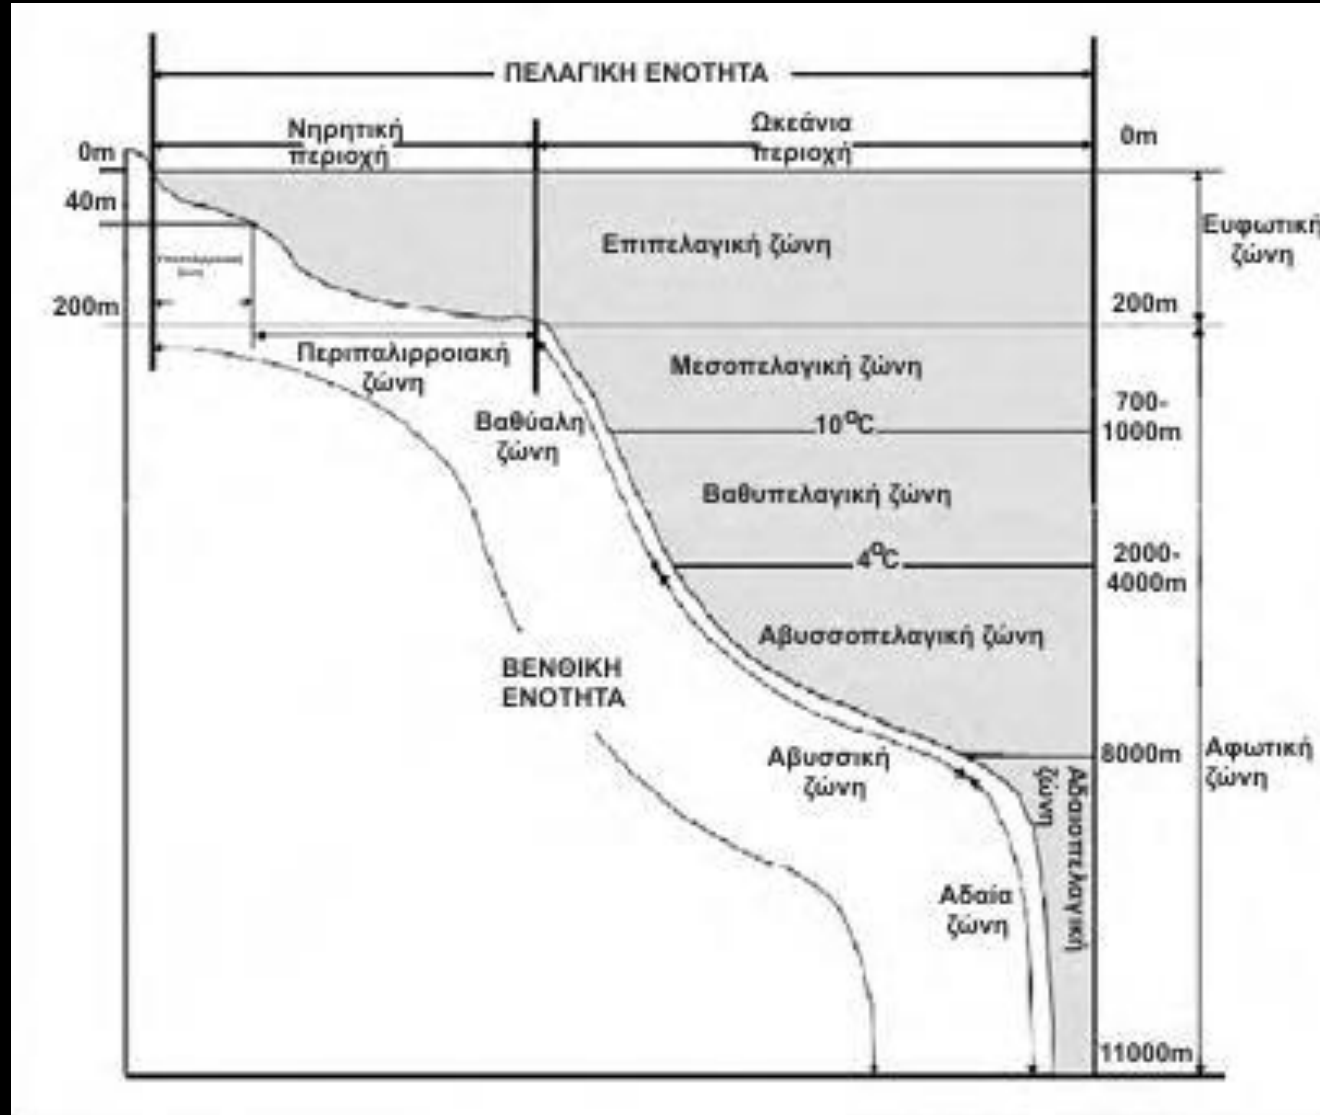 ΠΕΛΑΓΙΚΗ ΕΝΟΤΗΤΑ
Νηρητική
περιοχή
Ωκεάνια
περιοχή
0m
0m
40m
Ευφωτική
ζώνη
Επιπελαγική ζώνη
ζώνη
200m
200m
Περιπαλιρροιακή
ζώνη
Μεσοπελαγική ζώνη
Βαθύαλη
ζώνη
10°C
700-
1000m
Βαθυπελαγική ζώνη
4°C
2000-
4000m
Αβυσσοπελαγική ζώνη
ΒΕΝΘΙΚΗ
ΕΝΟΤΗΤΑ
Αβυσσική
ζώνη
8000m
Αφωτική
ζώνη
Αδαιοπελαγική
ζώνη
Αδαία
ζώνη
11000m